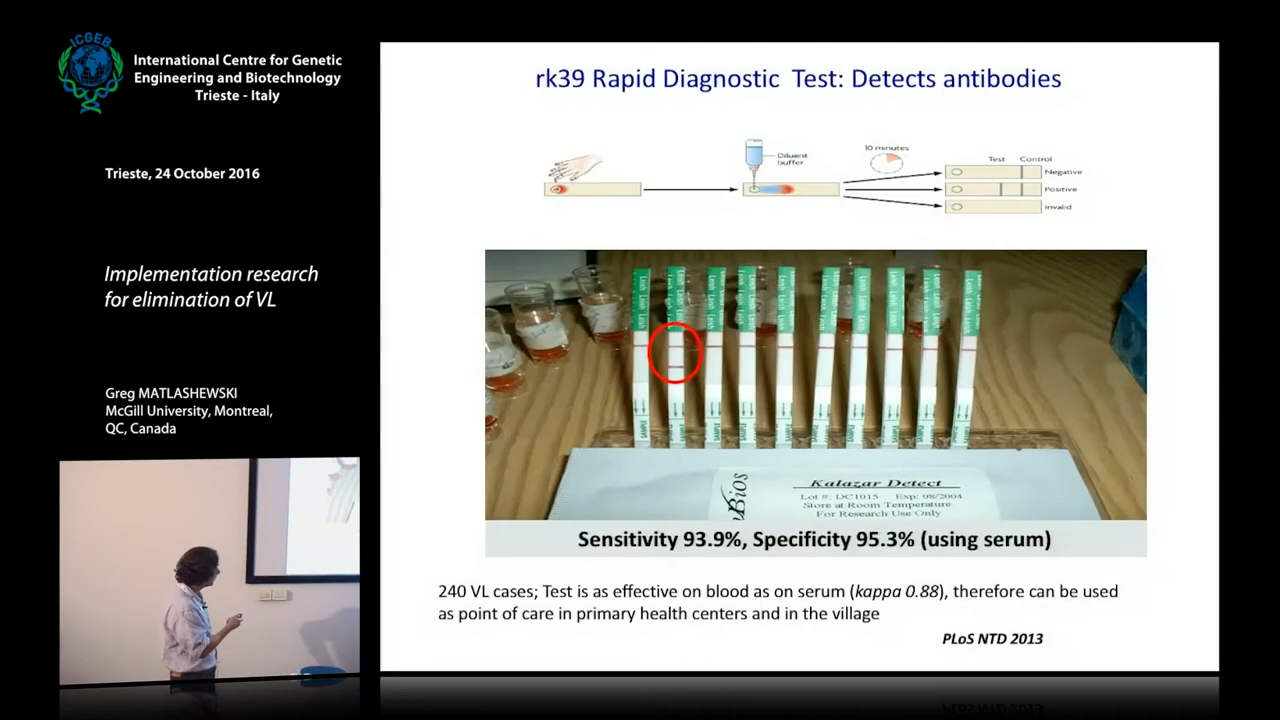 ICGEB
International Centre for Genetic
Engineering and Biotechnology
Trieste - Italy
Trieste, 24 October 2016
Implementation research
for elimination of VL
Greg MATLASHEWSKI
McGill University, Montreal,
QC, Canada
rk39 Rapid Diagnostic Test: Detects antibodies
Diluent
buffer
10 minutes
Test Control
Negative
Positive
Invalid
Leish Leish Leish
Kalazar Detect
Lot #: DC1015 Exp: 08/2004
Store at Room Temperature
For Research Use Only
Sensitivity 93.9%, Specificity 95.3% (using serum)
240 VL cases; Test is as effective on blood as on serum (kappa 0.88), therefore can be used
as point of care in primary health centers and in the village
PLoS NTD 2013